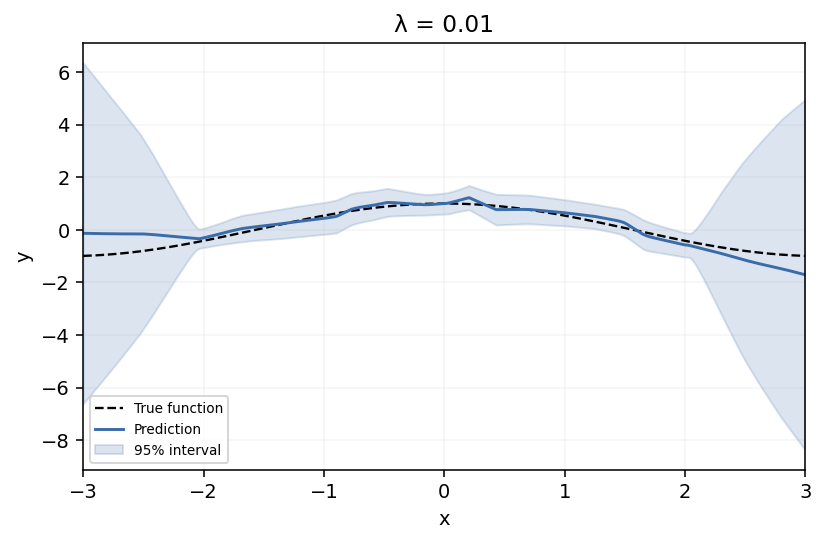 λ = 0.01
6
4
2
0
−2
−4
−6
−8
y
True function
Prediction
95% interval
−3
−2
−1
0
1
2
3
x